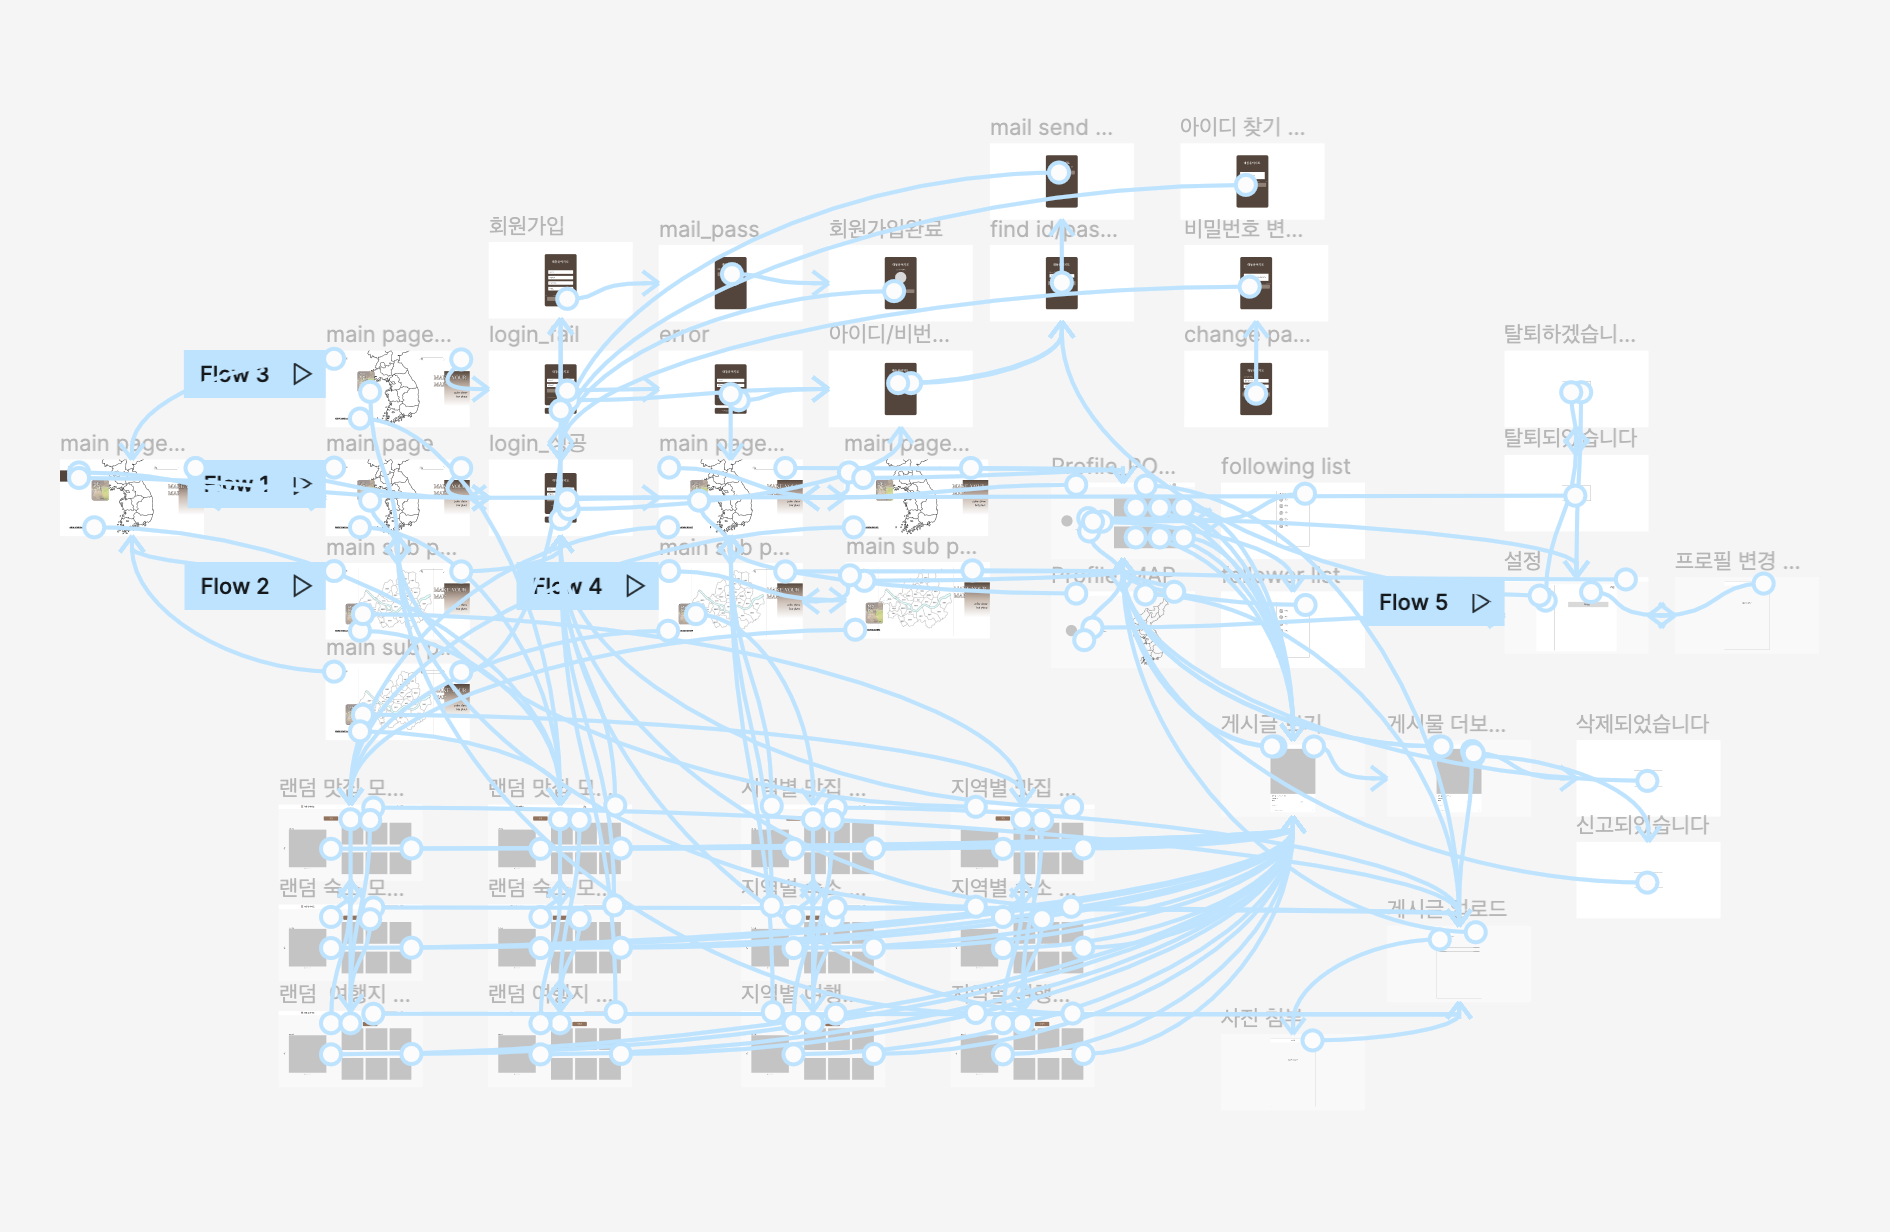 mail send ...
아이디 찾기 ...
회원가입
mail_pass
회원가입완료
find id/pas...
비밀번호 변...
main page...
login_fail
error
아이디/비번...
change pa...
탈퇴하겠습니...
Flow 3
main page...
main page
login_성공
main page...
main page...
Profile_PO...
following list
탈퇴되었습니다
Flow 1
main sub p...
main sub p...
main sub p...
설정
프로필 변경 ...
Flow 2
Flow 4
Profile_MAP
follower list
Flow 5
main sub p...
게시글 보기
게시물 더보...
삭제되었습니다
랜덤 맛집 모...
랜덤 맛집 모...
지역별 맛집 ...
지역별 맛집 ...
신고되었습니다
랜덤 숙소 모...
랜덤 숙소 모...
지역별 숙소 ...
지역별 숙소 ...
게시글 업로드
랜덤 여행지 ...
랜덤 여행지 ...
지역별 여행...
지역별 여행...
사진 첨부